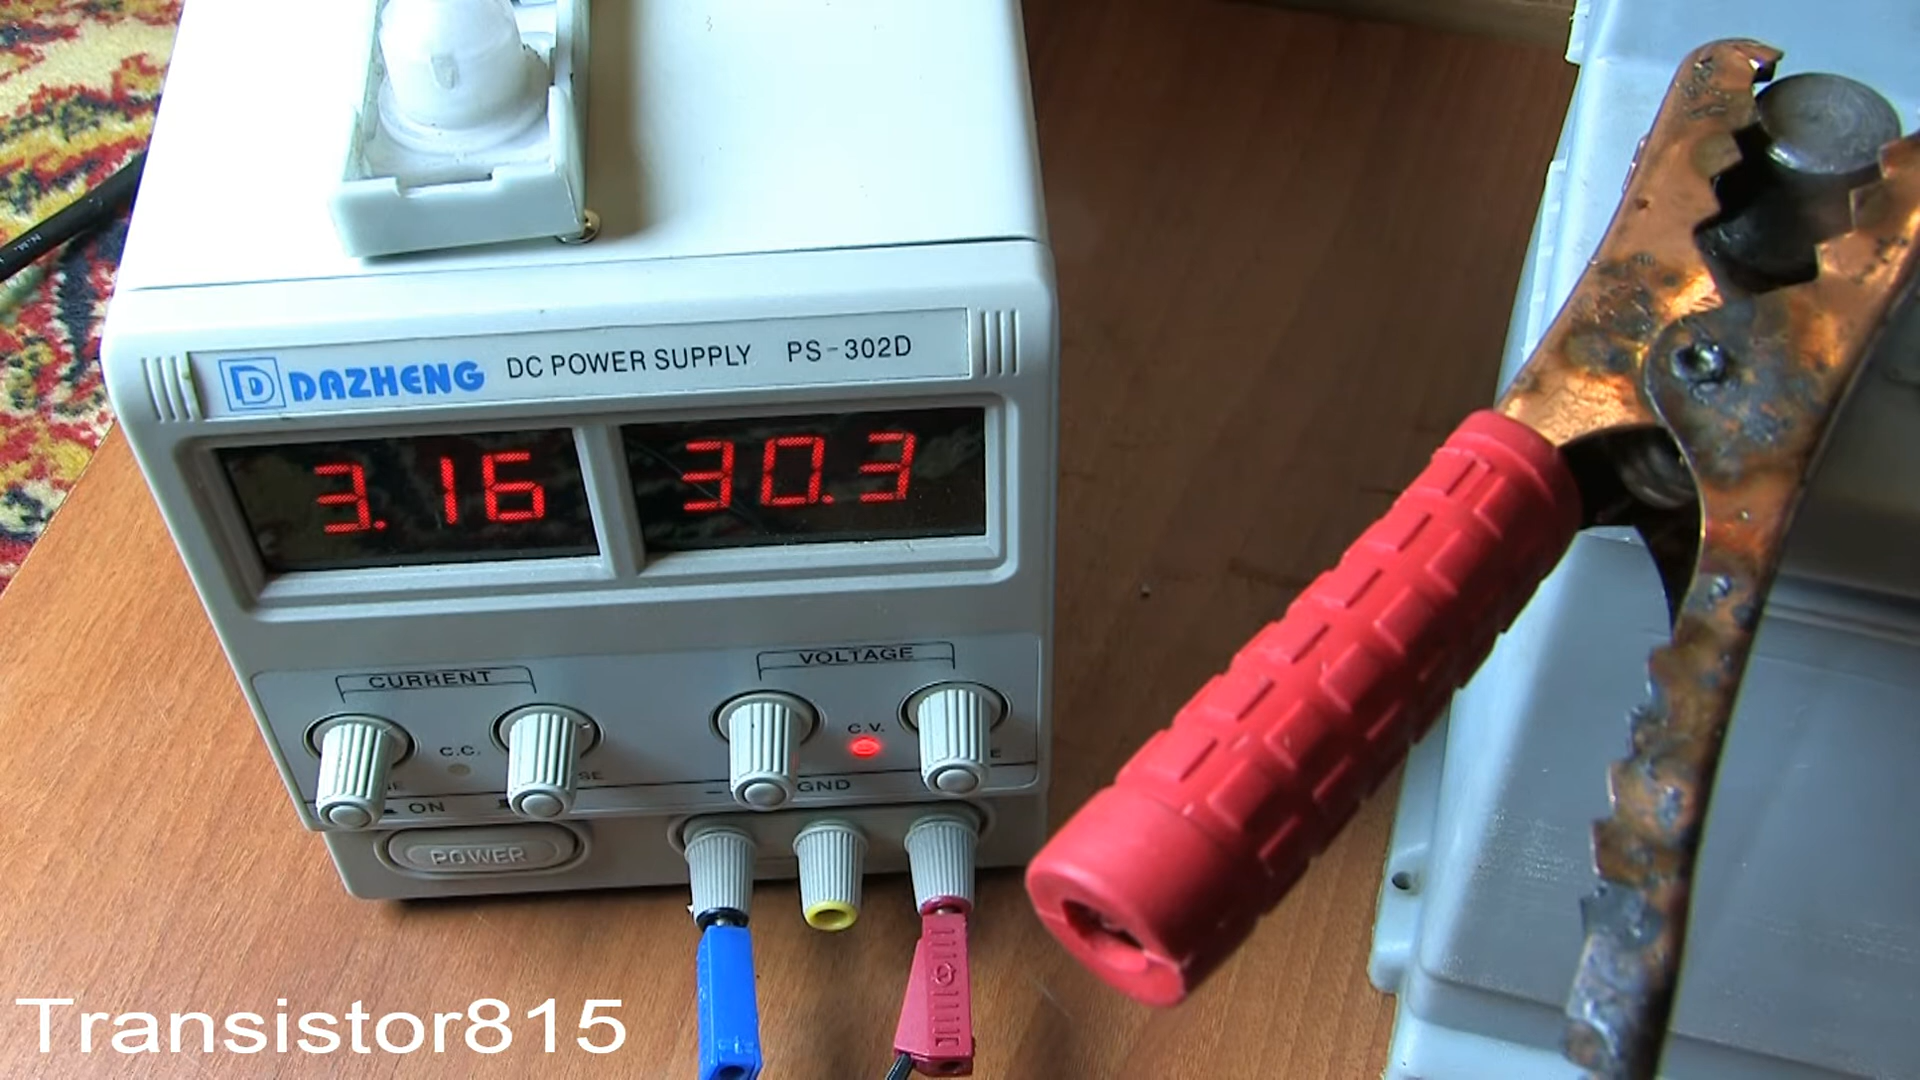 DAZHENG DC POWER SUPPLY PS-302D
3.16 30.3
CURRENT VOLTAGE
C.C. C.V.
ON GND
POWER
Transistor815